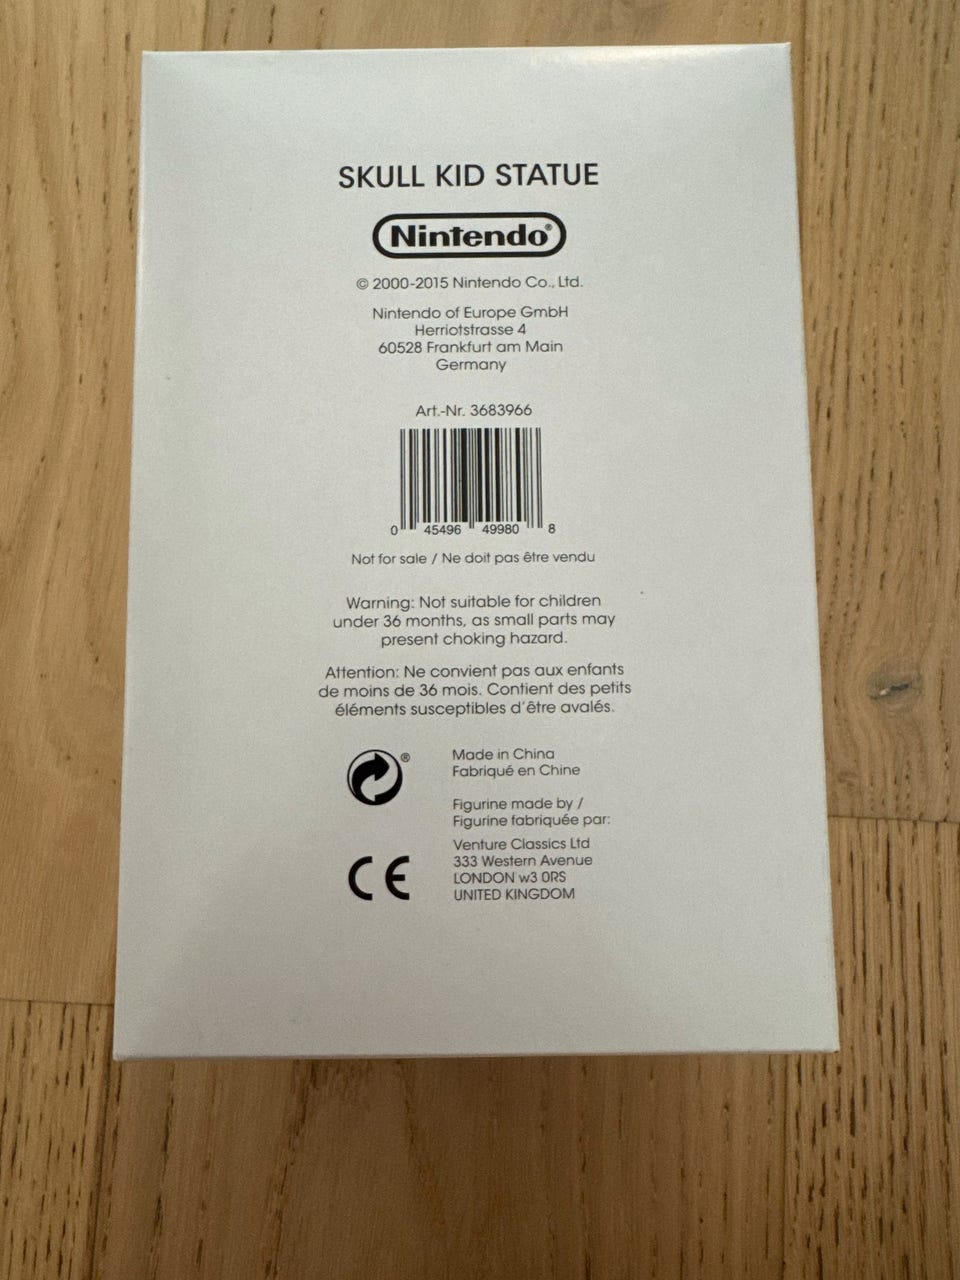 SKULL KID STATUE
Nintendo®
© 2000-2015 Nintendo Co., Ltd.
Nintendo of Europe GmbH
Herriotstrasse 4
60528 Frankfurt am Main
Germany
Art.-Nr. 3683966
0 45496 49980 8
Not for sale / Ne doit pas être vendu
Warning: Not suitable for children
under 36 months, as small parts may
present choking hazard.
Attention: Ne convient pas aux enfants
de moins de 36 mois. Contient des petits
éléments susceptibles d'être avalés.
®
Made in China
Fabriqué en Chine
Figurine made by /
Figurine fabriquée par:
Venture Classics Ltd
333 Western Avenue
LONDON w3 0RS
UNITED KINGDOM
CE